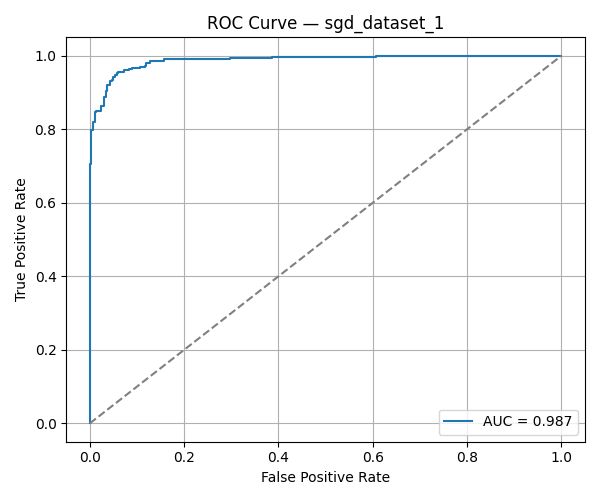 ROC Curve — sgd_dataset_1
1.0
0.8
0.6
0.4
0.2
0.0
True Positive Rate
0.0 0.2 0.4 0.6 0.8 1.0
False Positive Rate
AUC = 0.987